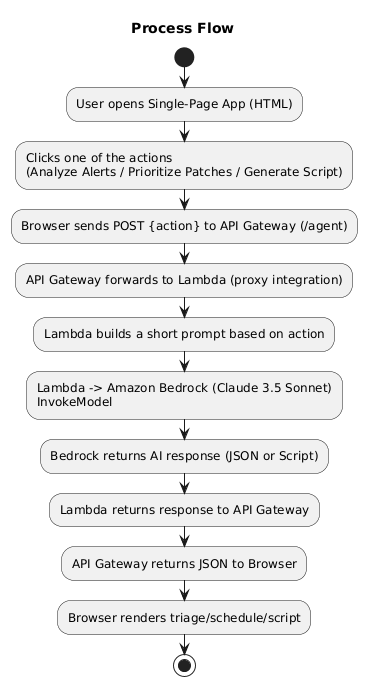 Process Flow
User opens Single-Page App (HTML)
Clicks one of the actions
(Analyze Alerts / Prioritize Patches / Generate Script)
Browser sends POST {action} to API Gateway (/agent)
API Gateway forwards to Lambda (proxy integration)
Lambda builds a short prompt based on action
Lambda -> Amazon Bedrock (Claude 3.5 Sonnet)
InvokeModel
Bedrock returns AI response (JSON or Script)
Lambda returns response to API Gateway
API Gateway returns JSON to Browser
Browser renders triage/schedule/script